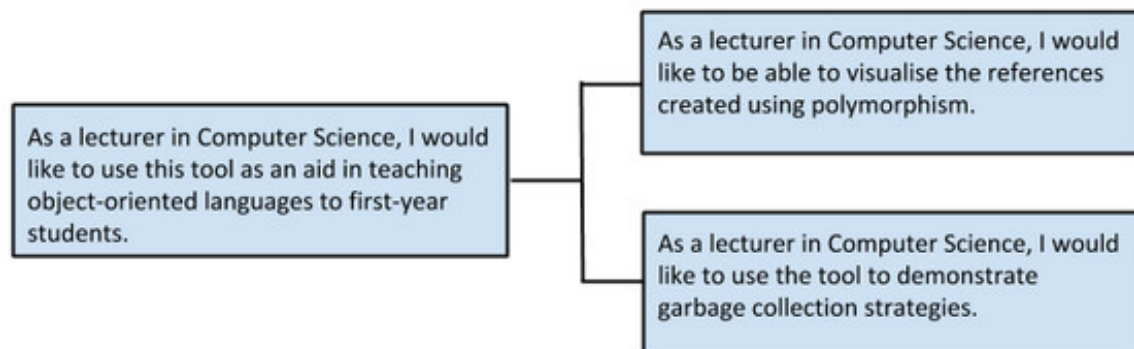 As a lecturer in Computer Science, I would
like to use this tool as an aid in teaching
object-oriented languages to first-year
students.
As a lecturer in Computer Science, I would
like to be able to visualise the references
created using polymorphism.
As a lecturer in Computer Science, I would
like to use the tool to demonstrate
garbage collection strategies.